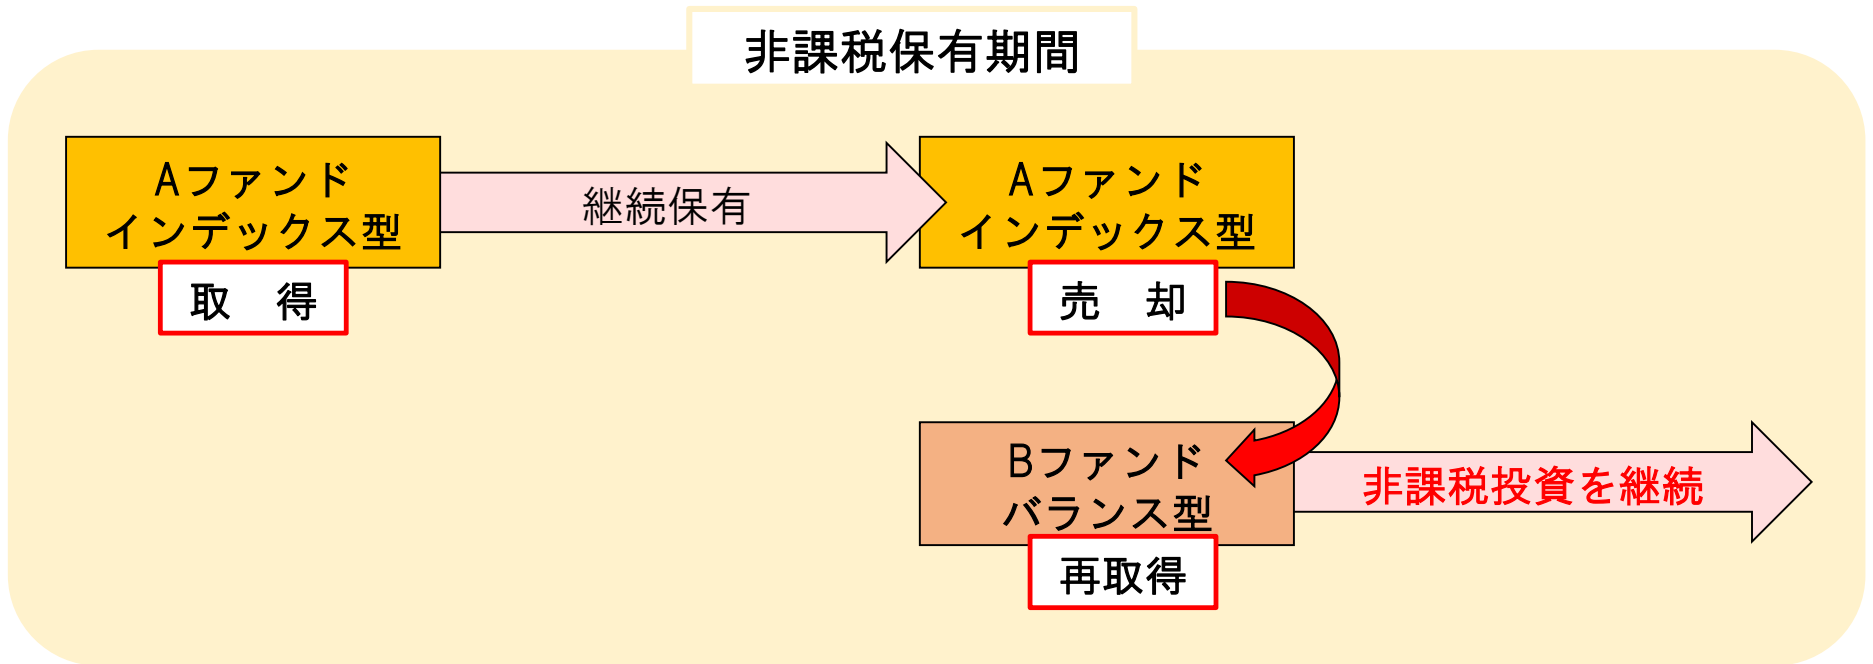 非課税保有期間
Aファンド
インデックス型
取　得
継続保有
Aファンド
インデックス型
売　却
Bファンド
バランス型
再取得
非課税投資を継続